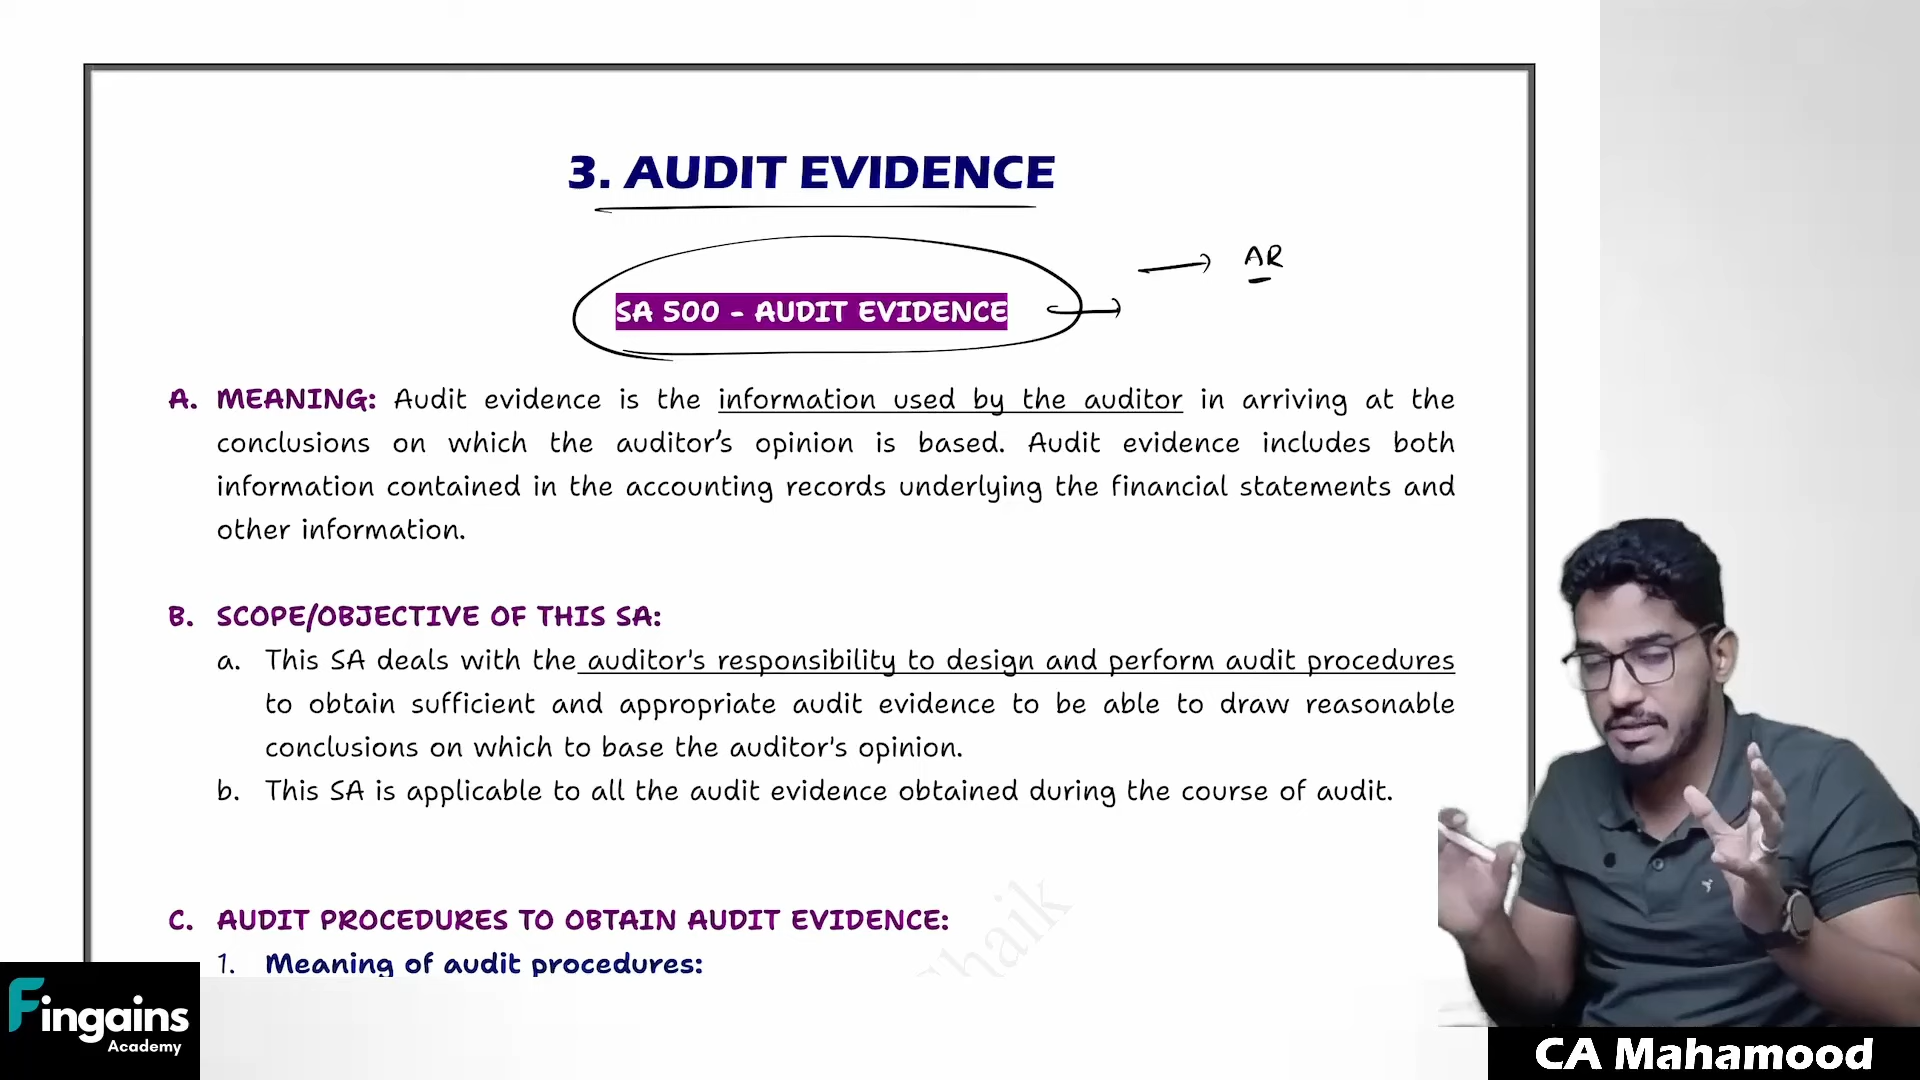 3. AUDIT EVIDENCE
AR
SA 500 - AUDIT EVIDENCE
A. MEANING: Audit evidence is the information used by the auditor in arriving at the
conclusions on which the auditor’s opinion is based. Audit evidence includes both
information contained in the accounting records underlying the financial statements and
other information.
B. SCOPE/OBJECTIVE OF THIS SA:
a. This SA deals with the auditor's responsibility to design and perform audit procedures
to obtain sufficient and appropriate audit evidence to be able to draw reasonable
conclusions on which to base the auditor's opinion.
b. This SA is applicable to all the audit evidence obtained during the course of audit.
C. AUDIT PROCEDURES TO OBTAIN AUDIT EVIDENCE:
1. Meaning of audit procedures:
Fingains
Academy
CA Mahamood